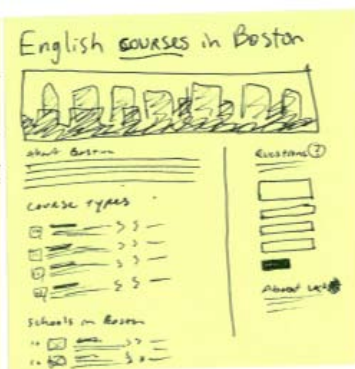 English courses in Boston
About Boston
Course types
Schools in Boston
Questions ?
About us